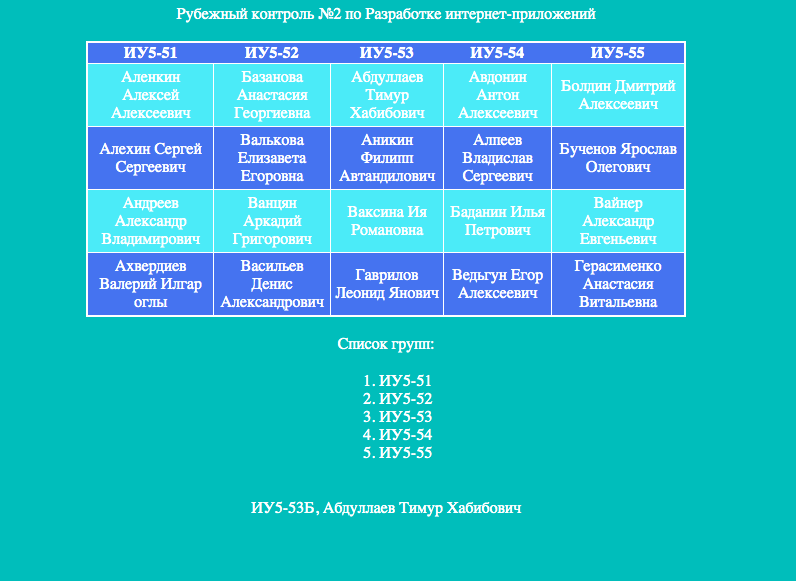 Рубежный контроль №2 по Разработке интернет-приложений
ИУ5-51 ИУ5-52 ИУ5-53 ИУ5-54 ИУ5-55
Аленкин
Алексей
Алексеевич
Базанова
Анастасия
Георгиевна
Абдуллаев
Тимур
Хабибович
Авдонин
Антон
Алексеевич
Болдин Дмитрий
Алексеевич
Алехин Сергей
Сергеевич
Валькова
Елизавета
Егоровна
Аникин
Филипп
Автандилович
Алпеев
Владислав
Сергеевич
Бученов Ярослав
Олегович
Андреев
Александр
Владимирович
Ванцян
Аркадий
Григорович
Ваксина Ия
Романовна
Баданин Илья
Петрович
Вайнер
Александр
Евгеньевич
Ахвердиев
Валерий Илгар
оглы
Васильев
Денис
Александрович
Гаврилов
Леонид Янович
Ведьгун Егор
Алексеевич
Герасименко
Анастасия
Витальевна
Список групп:
1. ИУ5-51
2. ИУ5-52
3. ИУ5-53
4. ИУ5-54
5. ИУ5-55
ИУ5-53Б, Абдуллаев Тимур Хабибович